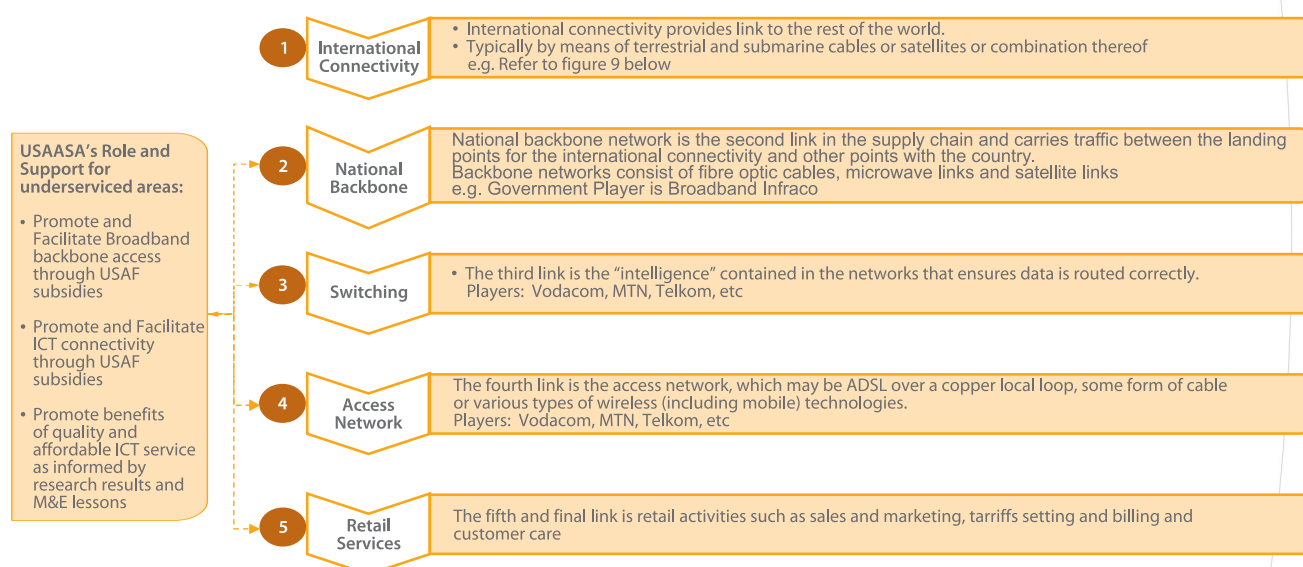 1
International
Connectivity
• International connectivity provides link to the rest of the world.
• Typically by means of terrestrial and submarine cables or satellites or combination thereof
e.g. Refer to figure 9 below
USAASA's Role and
Support for
underserviced areas:
• Promote and
Facilitate Broadband
backbone access
through USAF
subsidies
• Promote and Facilitate
ICT connectivity
through USAF
subsidies
• Promote benefits
of quality and
affordable ICT service
as informed by
research results and
M&E lessons
2
National
Backbone
National backbone network is the second link in the supply chain and carries traffic between the landing
points for the international connectivity and other points with the country.
Backbone networks consist of fibre optic cables, microwave links and satellite links
e.g. Government Player is Broadband Infraco
3
Switching
• The third link is the “intelligence” contained in the networks that ensures data is routed correctly.
Players: Vodacom, MTN, Telkom, etc
4
Access
Network
The fourth link is the access network, which may be ADSL over a copper local loop, some form of cable
or various types of wireless (including mobile) technologies.
Players: Vodacom, MTN, Telkom, etc
5
Retail
Services
The fifth and final link is retail activities such as sales and marketing, tarriffs setting and billing and
customer care